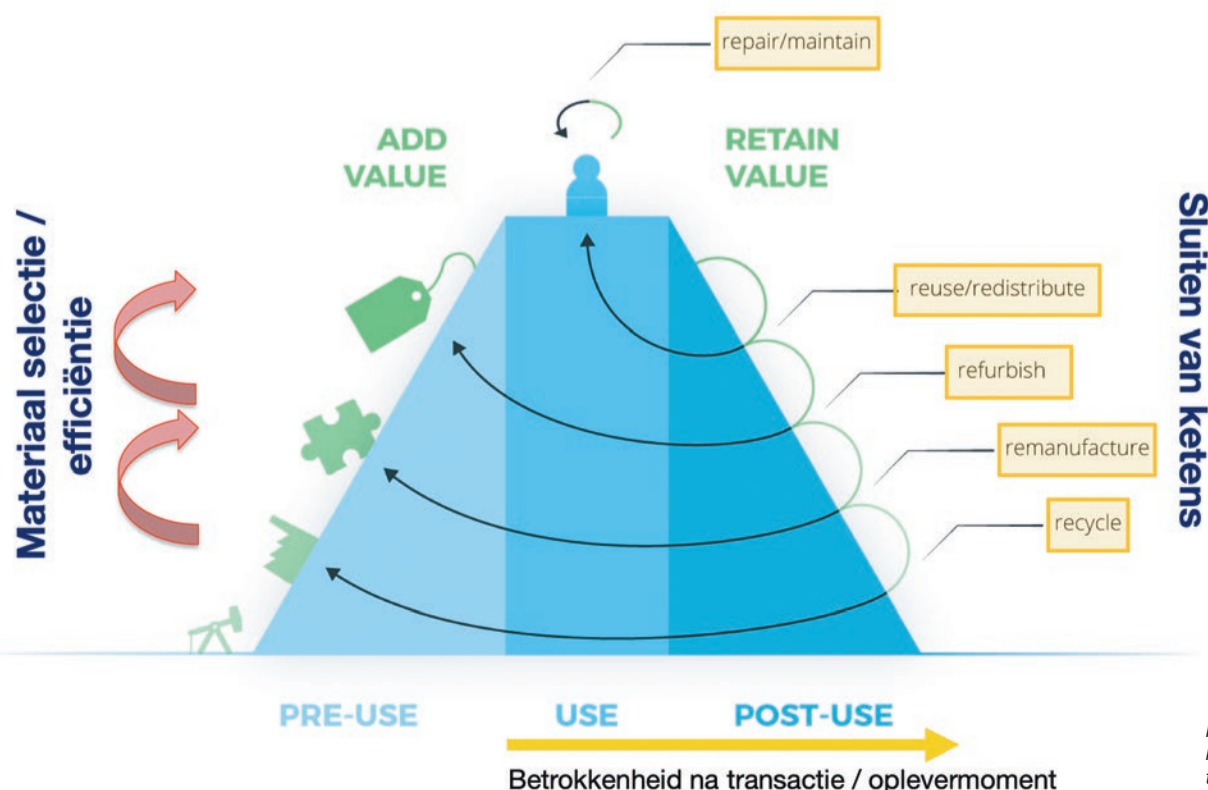 repair/maintain
ADD
VALUE
RETAIN
VALUE
Materiaal selectie /
efficiëntie
Sluiten van ketens
reuse/redistribute
refurbish
remanufacture
recycle
PRE-USE
USE
POST-USE
Betrokkenheid na transactie / oplevermoment